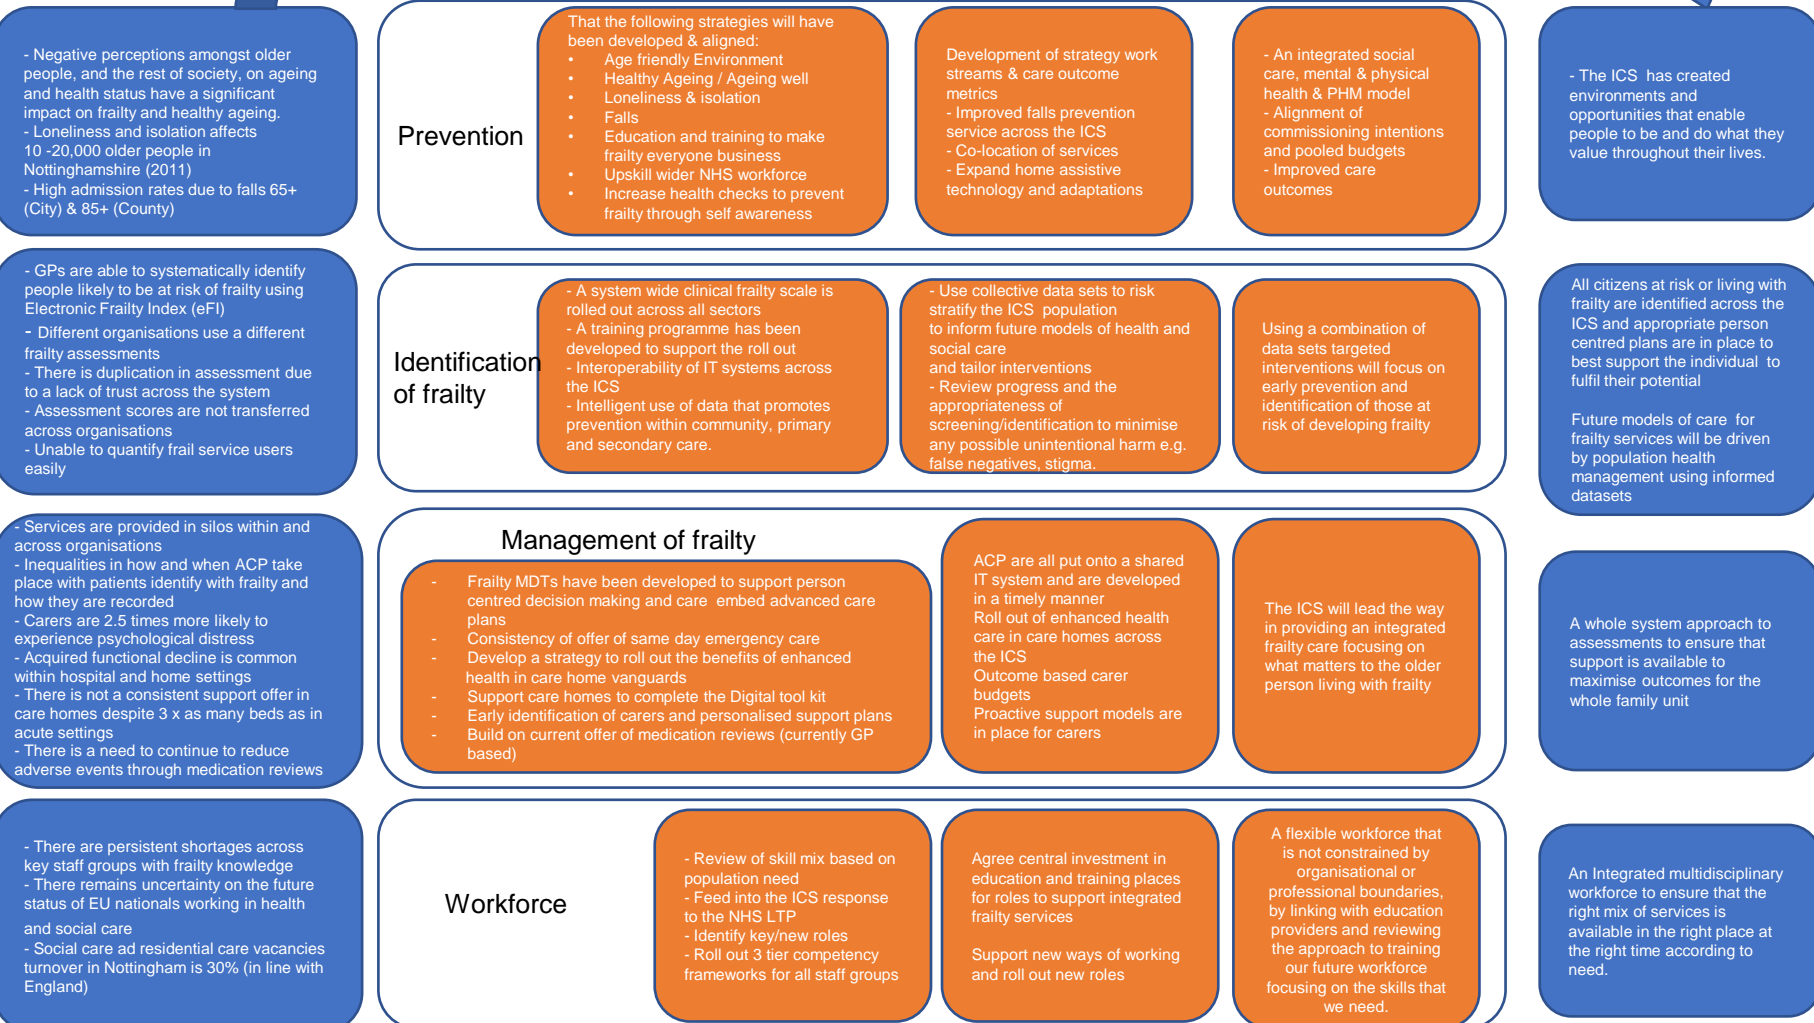 - Negative perceptions amongst older
people, and the rest of society, on ageing
and health status have a significant
impact on frailty and healthy ageing.
- Loneliness and isolation affects
10 -20,000 older people in
Nottinghamshire (2011)
- High admission rates due to falls 65+
(City) & 85+ (County)
Prevention
That the following strategies will have
been developed & aligned:
• Age friendly Environment
• Healthy Ageing / Ageing well
• Loneliness & isolation
• Falls
• Education and training to make
frailty everyone business
• Upskill wider NHS workforce
• Increase health checks to prevent
frailty through self awareness
Development of strategy work
streams & care outcome
metrics
- Improved falls prevention
service across the ICS
- Co-location of services
- Expand home assistive
technology and adaptations
- An integrated social
care, mental & physical
health & PHM model
- Alignment of
commissioning intentions
and pooled budgets
- Improved care
outcomes
- The ICS has created
environments and
opportunities that enable
people to be and do what they
value throughout their lives.
- GPs are able to systematically identify
people likely to be at risk of frailty using
Electronic Frailty Index (eFI)
- Different organisations use a different
frailty assessments
- There is duplication in assessment due
to a lack of trust across the system
- Assessment scores are not transferred
across organisations
- Unable to quantify frail service users
easily
Identification
of frailty
- A system wide clinical frailty scale is
rolled out across all sectors
- A training programme has been
developed to support the roll out
- Interoperability of IT systems across
the ICS
- Intelligent use of data that promotes
prevention within community, primary
and secondary care.
- Use collective data sets to risk
stratify the ICS population
to inform future models of health and
social care
and tailor interventions
- Review progress and the
appropriateness of
screening/identification to minimise
any possible unintentional harm e.g.
false negatives, stigma.
Using a combination of
data sets targeted
interventions will focus on
early prevention and
identification of those at
risk of developing frailty
All citizens at risk or living with
frailty are identified across the
ICS and appropriate person
centred plans are in place to
best support the individual to
fulfil their potential
Future models of care for
frailty services will be driven
by population health
management using informed
datasets
- Services are provided in silos within and
across organisations
- Inequalities in how and when ACP take
place with patients identify with frailty and
how they are recorded
- Carers are 2.5 times more likely to
experience psychological distress
- Acquired functional decline is common
within hospital and home settings
- There is not a consistent support offer in
care homes despite 3 x as many beds as in
acute settings
- There is a need to continue to reduce
adverse events through medication reviews
Management of frailty
- Frailty MDTs have been developed to support person
centred decision making and care embed advanced care
plans
- Consistency of offer of same day emergency care
- Develop a strategy to roll out the benefits of enhanced
health in care home vanguards
- Support care homes to complete the Digital tool kit
- Early identification of carers and personalised support plans
- Build on current offer of medication reviews (currently GP
based)
ACP are all put onto a shared
IT system and are developed
in a timely manner
Roll out of enhanced health
care in care homes across
the ICS
Outcome based carer
budgets
Proactive support models are
in place for carers
The ICS will lead the way
in providing an integrated
frailty care focusing on
what matters to the older
person living with frailty
A whole system approach to
assessments to ensure that
support is available to
maximise outcomes for the
whole family unit
- There are persistent shortages across
key staff groups with frailty knowledge
- There remains uncertainty on the future
status of EU nationals working in health
and social care
- Social care ad residential care vacancies
turnover in Nottingham is 30% (in line with
England)
Workforce
- Review of skill mix based on
population need
- Feed into the ICS response
to the NHS LTP
- Identify key/new roles
- Roll out 3 tier competency
frameworks for all staff groups
Agree central investment in
education and training places
for roles to support integrated
frailty services
Support new ways of working
and roll out new roles
A flexible workforce that
is not constrained by
organisational or
professional boundaries,
by linking with education
providers and reviewing
the approach to training
our future workforce
focusing on the skills that
we need.
An Integrated multidisciplinary
workforce to ensure that the
right mix of services is
available in the right place at
the right time according to
need.